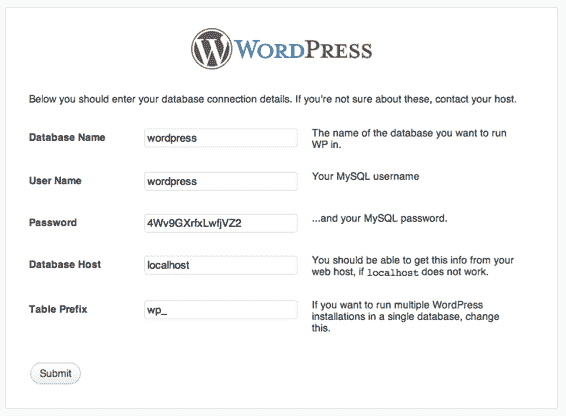 WORDPRESS
Below you should enter your database connection details. If you're not sure about these, contact your host.
Database Name
wordpress
The name of the database you want to run
WP in.
User Name
wordpress
Your MySQL username
Password
4Wv9GXrfxLwfjVZ2
...and your MySQL password.
Database Host
localhost
You should be able to get this info from your
web host, if localhost does not work.
Table Prefix
wp_
If you want to run multiple WordPress
installations in a single database, change
this.
Submit